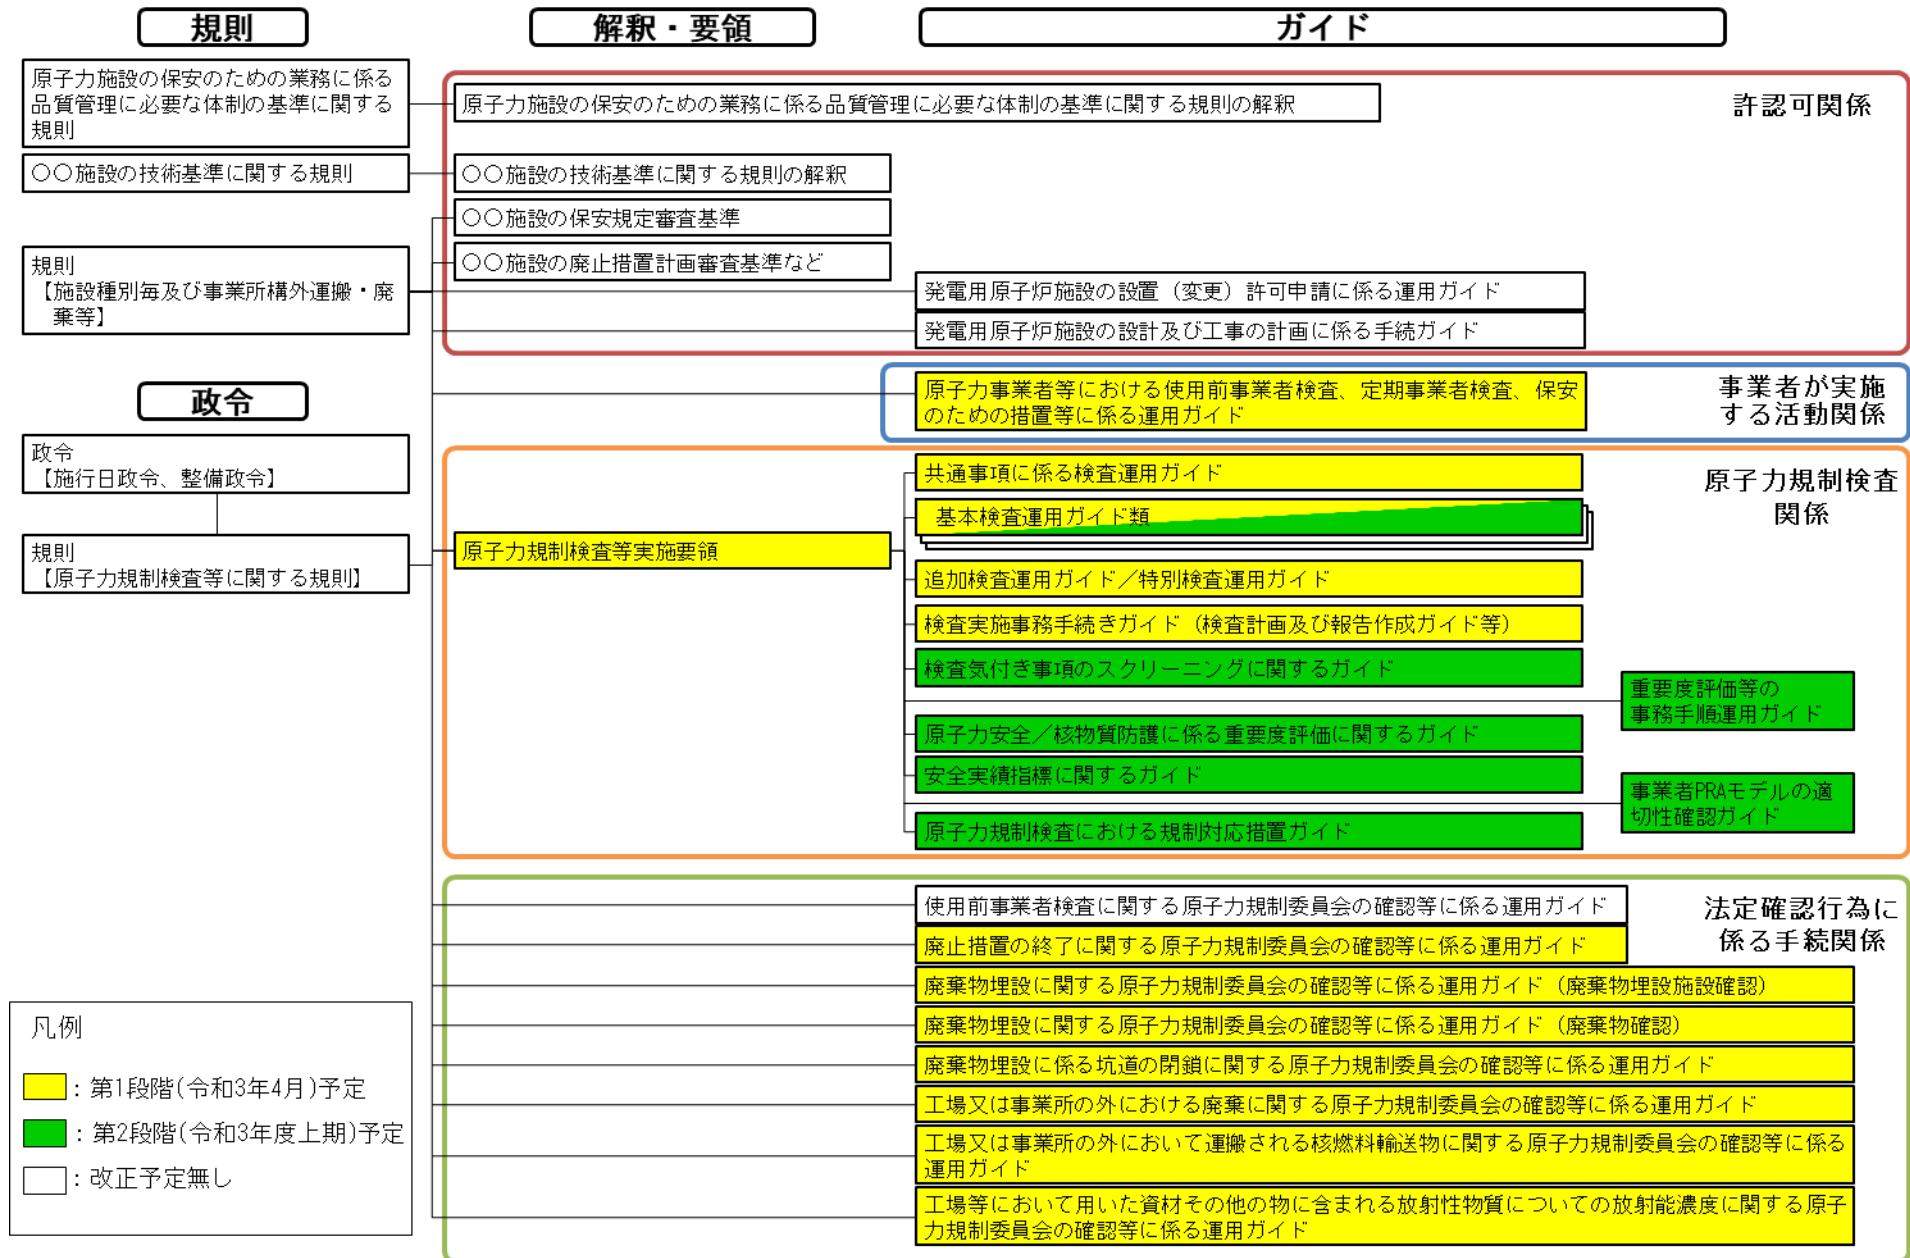 規則
解釈・要領
ガイド
原子力施設の保安のための業務に係る
品質管理に必要な体制の基準に関する
規則
原子力施設の保安のための業務に係る品質管理に必要な体制の基準に関する規則の解釈
許認可関係
〇〇施設の技術基準に関する規則
〇〇施設の技術基準に関する規則の解釈
〇〇施設の保安規定審査基準
〇〇施設の廃止措置計画審査基準など
規則
【施設種別毎及び事業所構外運搬・廃
棄等】
発電用原子炉施設の設置（変更）許可申請に係る運用ガイド
発電用原子炉施設の設計及び工事の計画に係る手続ガイド
政令
原子力事業者等における使用前事業者検査、定期事業者検査、保安
のための措置等に係る運用ガイド
事業者が実施
する活動関係
政令
【施行日政令、整備政令】
規則
【原子力規制検査等に関する規則】
原子力規制検査等実施要領
原子力規制検査
関係
共通事項に係る検査運用ガイド
基本検査運用ガイド類
追加検査運用ガイド／特別検査運用ガイド
検査実施事務手続きガイド（検査計画及び報告作成ガイド等）
検査気付き事項のスクリーニングに関するガイド
重要度評価等の
事務手順運用ガイド
原子力安全／核物質防護に係る重要度評価に関するガイド
安全実績指標に関するガイド
事業者PRAモデルの適
切性確認ガイド
原子力規制検査における規制対応措置ガイド
法定確認行為に
係る手続関係
使用前事業者検査に関する原子力規制委員会の確認等に係る運用ガイド
廃止措置の終了に関する原子力規制委員会の確認等に係る運用ガイド
廃棄物埋設に関する原子力規制委員会の確認等に係る運用ガイド（廃棄物埋設施設確認）
廃棄物埋設に関する原子力規制委員会の確認等に係る運用ガイド（廃棄物確認）
廃棄物埋設に係る坑道の閉鎖に関する原子力規制委員会の確認等に係る運用ガイド
工場又は事業所の外における廃棄に関する原子力規制委員会の確認等に係る運用ガイド
工場又は事業所の外において運搬される核燃料輸送物に関する原子力規制委員会の確認等に係る
運用ガイド
工場等において用いた資材その他の物に含まれる放射性物質についての放射能濃度に関する原子
力規制委員会の確認等に係る運用ガイド
凡例
：第1段階(令和3年4月)予定
：第2段階(令和3年度上期)予定
：改正予定無し